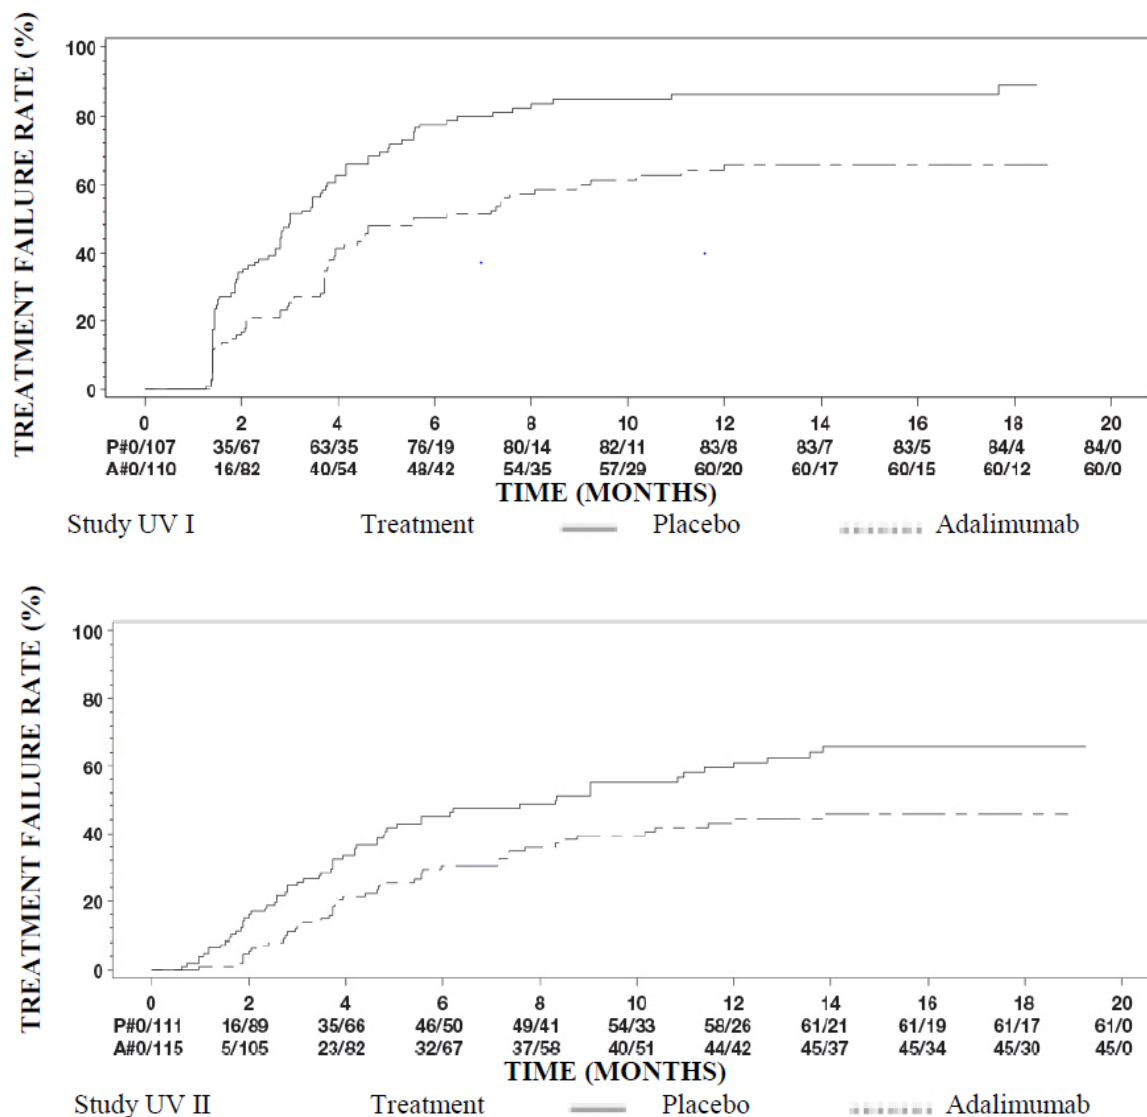 TREATMENT FAILURE RATE (%)
100
80
60
40
20
0
0 2 4 6 8 10 12 14 16 18 20
P#0/107 35/67 63/35 76/19 80/14 82/11 83/8 83/7 83/5 84/4 84/0
A#0/110 16/82 40/54 48/42 54/35 57/29 60/20 60/17 60/15 60/12 60/0
TIME (MONTHS)
Study UV I Treatment Placebo Adalimumab
TREATMENT FAILURE RATE (%)
100
80
60
40
20
0
0 2 4 6 8 10 12 14 16 18 20
P#0/111 16/89 35/66 46/50 49/41 54/33 58/26 61/21 61/19 61/17 61/0
A#0/115 5/105 23/82 32/67 37/58 40/51 44/42 45/37 45/34 45/30 45/0
TIME (MONTHS)
Study UV II Treatment Placebo Adalimumab